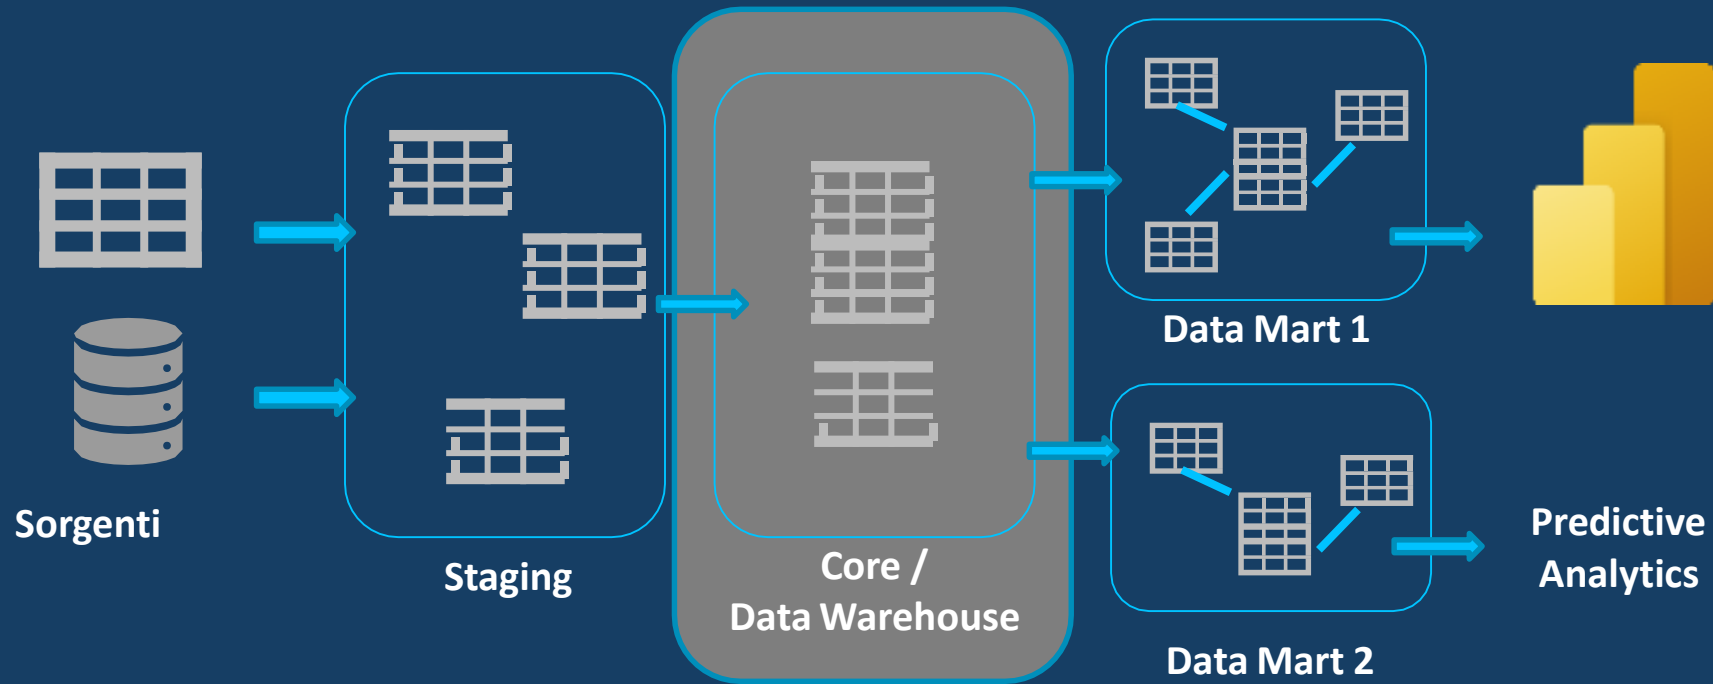 Sorgenti
Staging
Core /
Data Warehouse
Data Mart 1
Data Mart 2
Predictive
Analytics